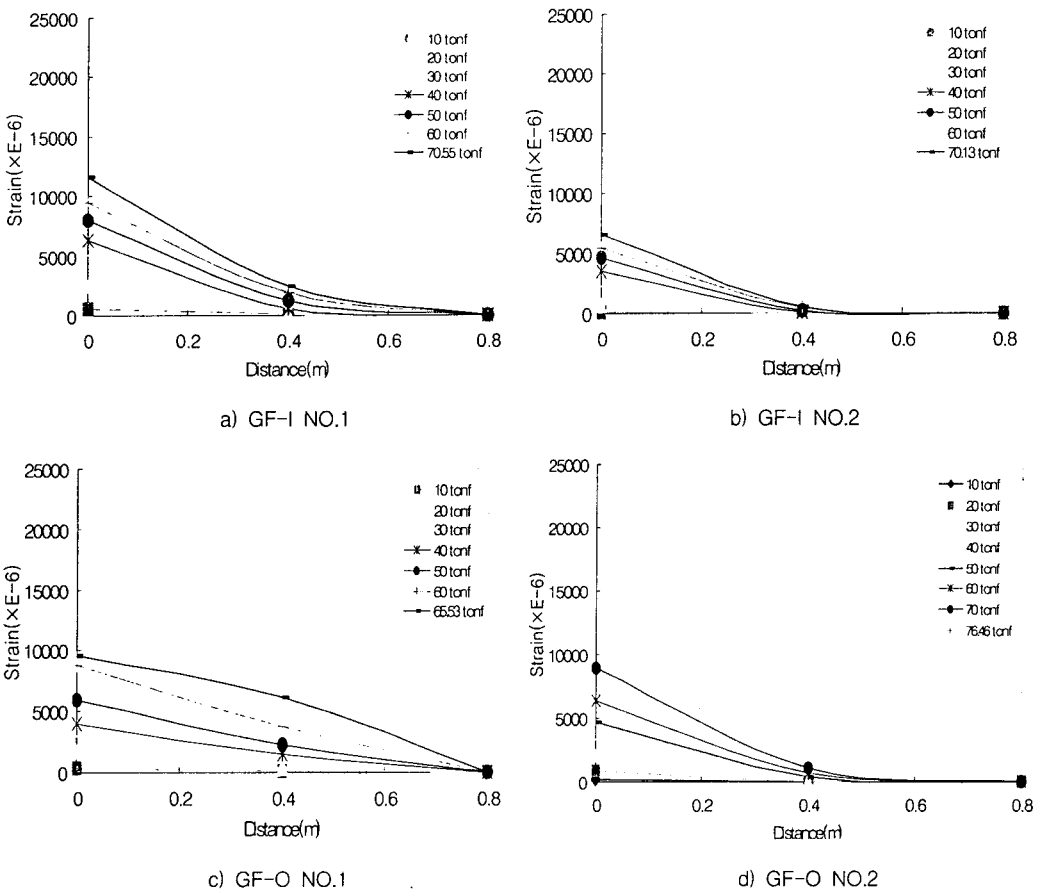 25000
20000
15000
10000
5000
0
Strain(×E-6)
0 0.2 0.4 0.6 0.8
Distance(m)
10 tonf
20 tonf
30 tonf
40 tonf
50 tonf
60 tonf
70.55 tonf
a) GF-I NO.1
25000
20000
15000
10000
5000
0
Strain(×E-6)
0 0.2 0.4 0.6 0.8
Distance(m)
10 tonf
20 tonf
30 tonf
40 tonf
50 tonf
60 tonf
70.13 tonf
b) GF-I NO.2
25000
20000
15000
10000
5000
0
Strain(×E-6)
0 0.2 0.4 0.6 0.8
Distance(m)
10 tonf
20 tonf
30 tonf
40 tonf
50 tonf
60 tonf
65.53 tonf
c) GF-O NO.1
25000
20000
15000
10000
5000
0
Strain(×E-6)
0 0.2 0.4 0.6 0.8
Distance(m)
10 tonf
20 tonf
30 tonf
40 tonf
50 tonf
60 tonf
70 tonf
76.46 tonf
d) GF-O NO.2